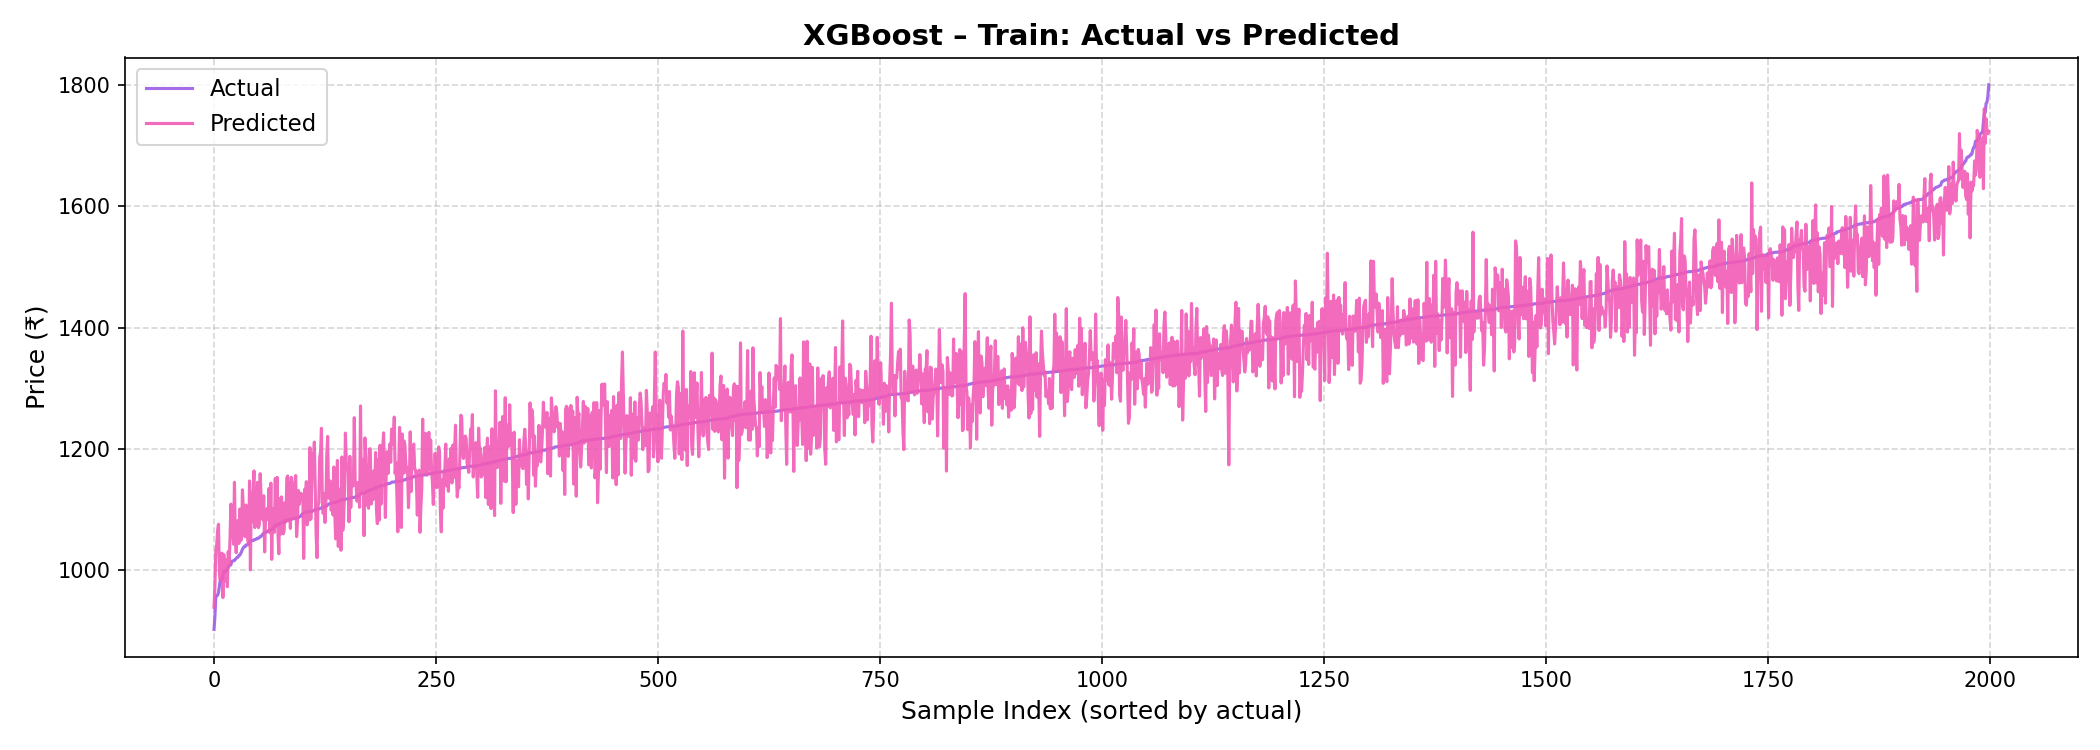 XGBoost – Train: Actual vs Predicted
Actual
Predicted
Price (₹)
1800
1600
1400
1200
1000
0 250 500 750 1000 1250 1500 1750 2000
Sample Index (sorted by actual)